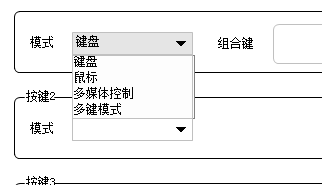 模式 键盘 组合键
键盘
鼠标
多媒体控制
多键模式
按键2
模式
按键3